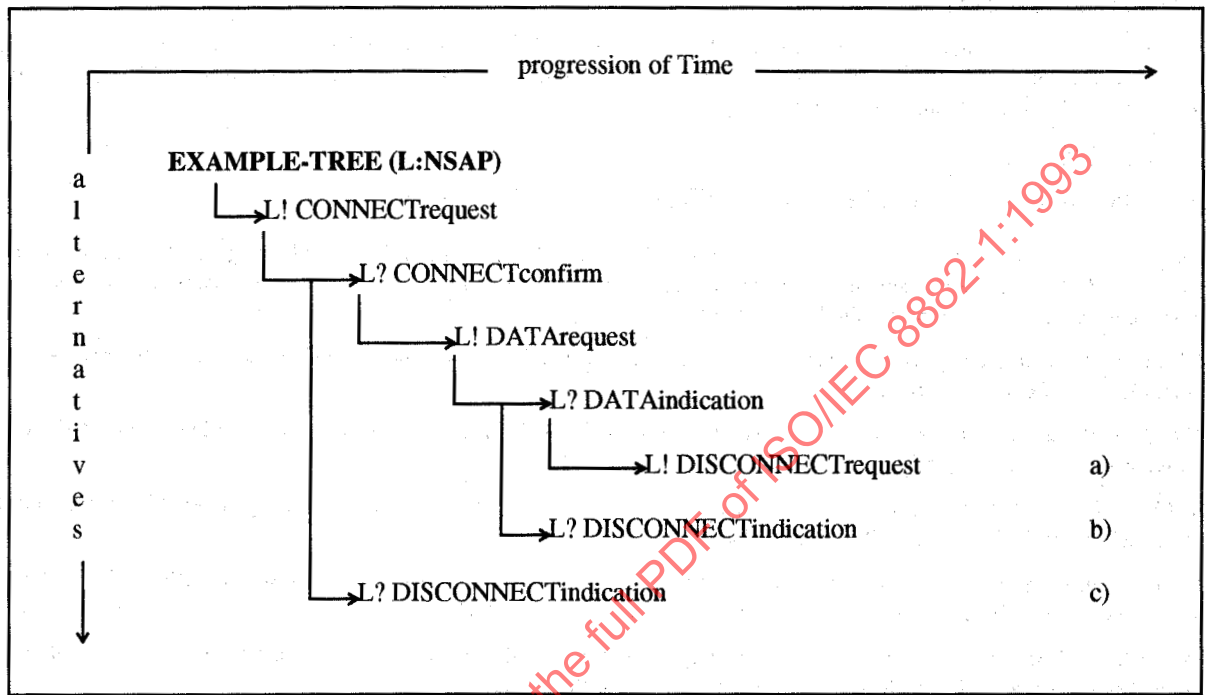 progression of Time
alternatives
EXAMPLE-TREE (L:NSAP)
L! CONNECTrequest
L? CONNECTconfirm
L! DATArequest
L? DATAindication
L! DISCONNECTrequest a)
L? DISCONNECTindication b)
L? DISCONNECTindication c)
the full PDF of ISO/IEC 8882-1:1993